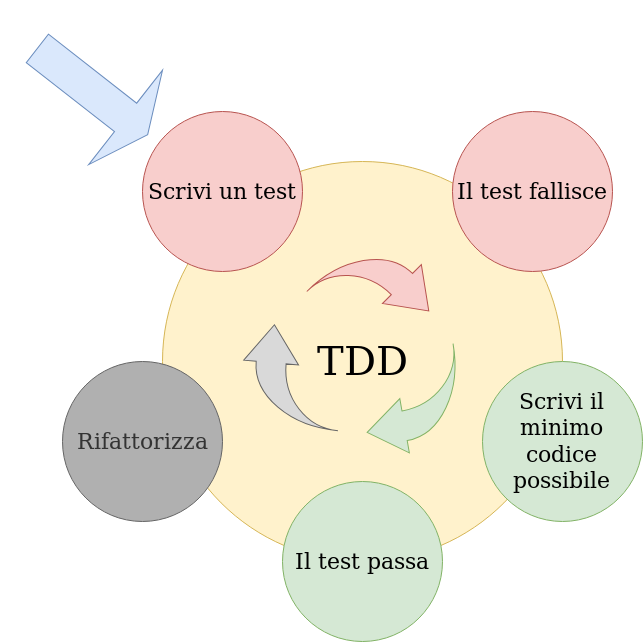 Scrivi un test
Il test fallisce
TDD
Scrivi il
minimo
codice
possibile
Rifattorizza
Il test passa